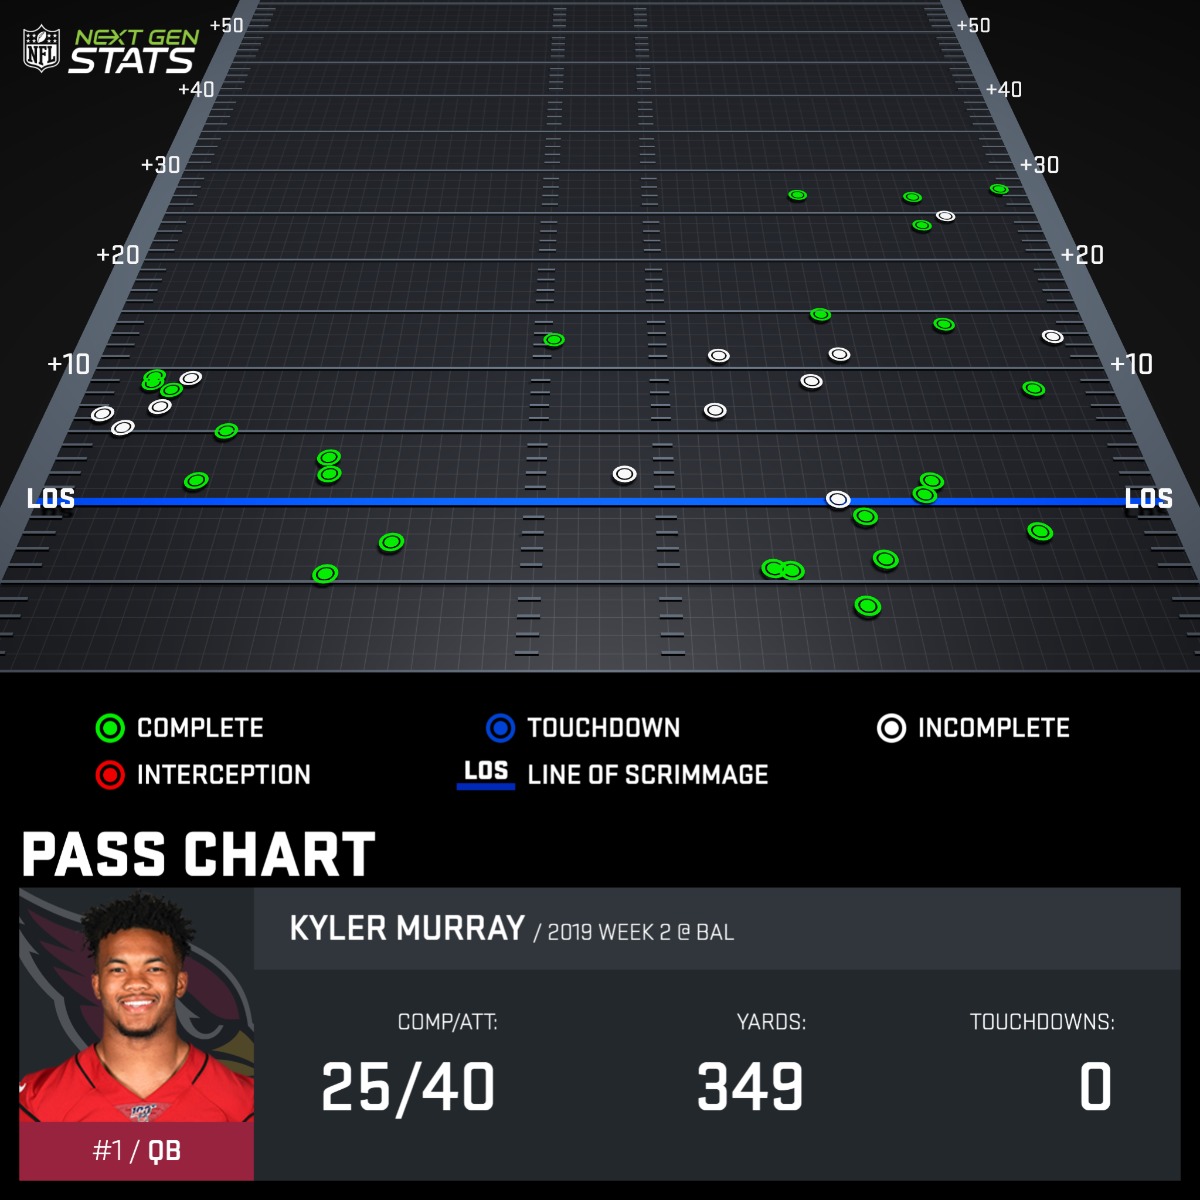 +50 +50
NFL NEXT GEN
STATS
+40 +40
+30 +30
+20 +20
+10 +10
LOS LOS
COMPLETE TOUCHDOWN INCOMPLETE
INTERCEPTION LOS LINE OF SCRIMMAGE
PASS CHART
KYLER MURRAY / 2019 WEEK 2 @ BAL
COMP/ATT: YARDS: TOUCHDOWNS:
25/40 349 0
#1 / QB